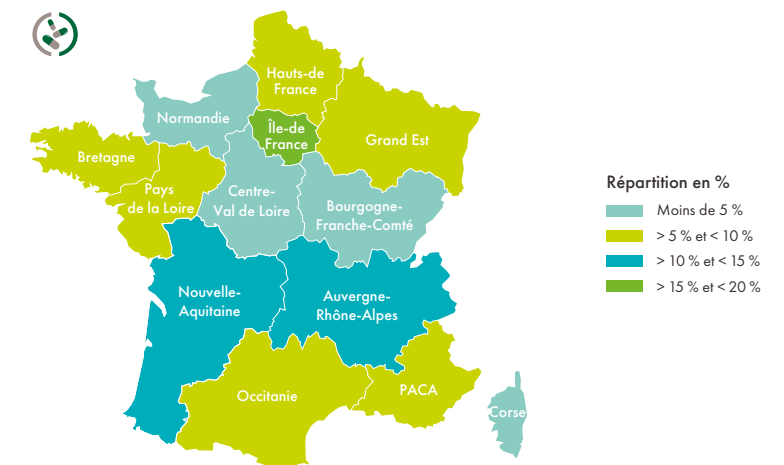 Hauts-de
France
Normandie
Île-de
France
Grand Est
Bretagne
Pays
de la Loire
Centre-
Val de Loire
Bourgogne-
Franche-Comté
Nouvelle-
Aquitaine
Auvergne-
Rhône-Alpes
Occitanie
PACA
Corse
Répartition en %
Moins de 5 %
> 5 % et < 10 %
> 10 % et < 15 %
> 15 % et < 20 %